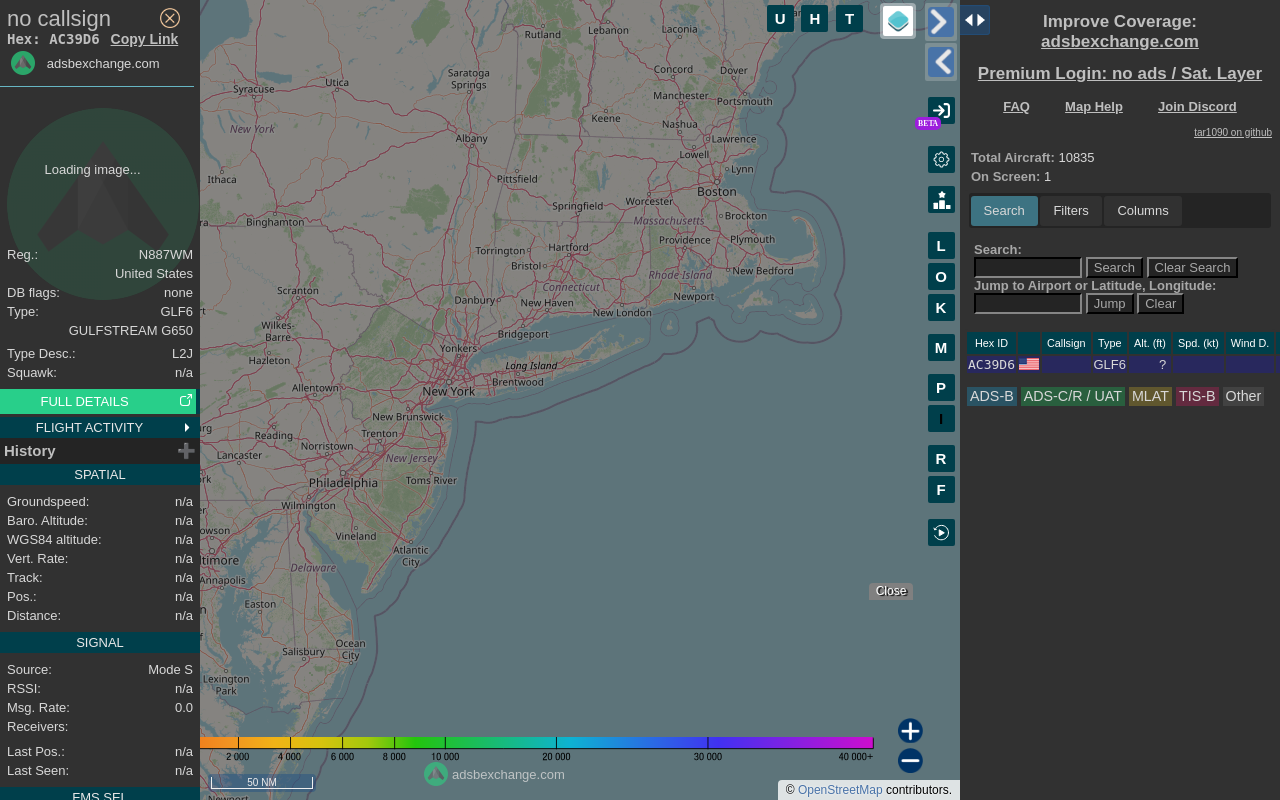 no callsign
Hex: AC39D6 Copy Link
adsbexchange.com
Loading image...
Reg.: N887WM
United States
DB flags: none
Type: GLF6
GULFSTREAM G650
Type Desc.: L2J
Squawk: n/a
FULL DETAILS
FLIGHT ACTIVITY
History
SPATIAL
Groundspeed: n/a
Baro. Altitude: n/a
WGS84 altitude: n/a
Vert. Rate: n/a
Track: n/a
Pos.: n/a
Distance: n/a
SIGNAL
Source: Mode S
RSSI: n/a
Msg. Rate: 0.0
Receivers:
Last Pos.: n/a
Last Seen: n/a
FMS SEL
Rutland
Lebanon
Laconia
Utica
Saratoga
Springs
Syracuse
Concord
Dover
Manchester
Portsmouth
Keene
Nashua
New York
Albany
Lawrence
Lowell
Lynn
Ithaca
Pittsfield
Boston
Worcester
Springfield
Binghamton
Massachusetts
Brockton
Torrington
Hartford
Providence
Plymouth
Bristol
Rhode Island
New Bedford
Connecticut
Scranton
Danbury
New Haven
Newport
New London
Wilkes-
Barre
Bridgeport
Yonkers
Hazleton
Long Island
Brentwood
Allentown
New York
New Brunswick
Reading
Trenton
Norristown
Lancaster
New Jersey
Philadelphia
Toms River
Wilmington
Vineland
Atlantic
City
Delaware
Annapolis
Easton
Ocean
City
Salisbury
Lexington
Park
Newport
U
H
T
BETA
L
O
K
M
P
I
R
F
Close
2 000
4 000
6 000
8 000
10 000
20 000
30 000
40 000+
adsbexchange.com
50 NM
© OpenStreetMap contributors.
Improve Coverage:
adsbexchange.com
Premium Login: no ads / Sat. Layer
FAQ Map Help Join Discord
tar1090 on github
Total Aircraft: 10835
On Screen: 1
Search Filters Columns
Search:
Search Clear Search
Jump to Airport or Latitude, Longitude:
Jump Clear
Hex ID Callsign Type Alt. (ft) Spd. (kt) Wind D.
AC39D6 GLF6 ?
ADS-B ADS-C/R / UAT MLAT TIS-B Other